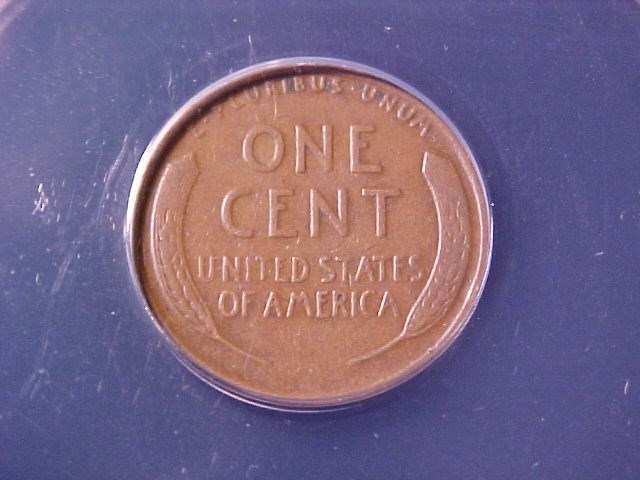 E·PLURIBUS·UNUM
ONE
CENT
UNITED STATES
OF AMERICA